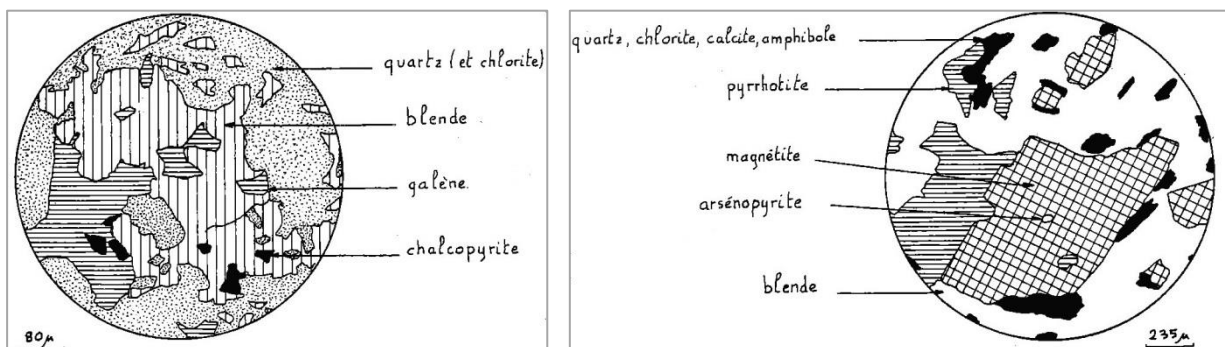 quartz (et chlorite)
blende
galène
chalcopyrite
80µ
quartz, chlorite, calcite, amphibole
pyrrhotite
magnétite
arsénopyrite
blende
235µ